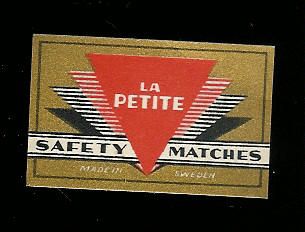 LA
PETITE
SAFETY MATCHES
MADE IN SWEDEN